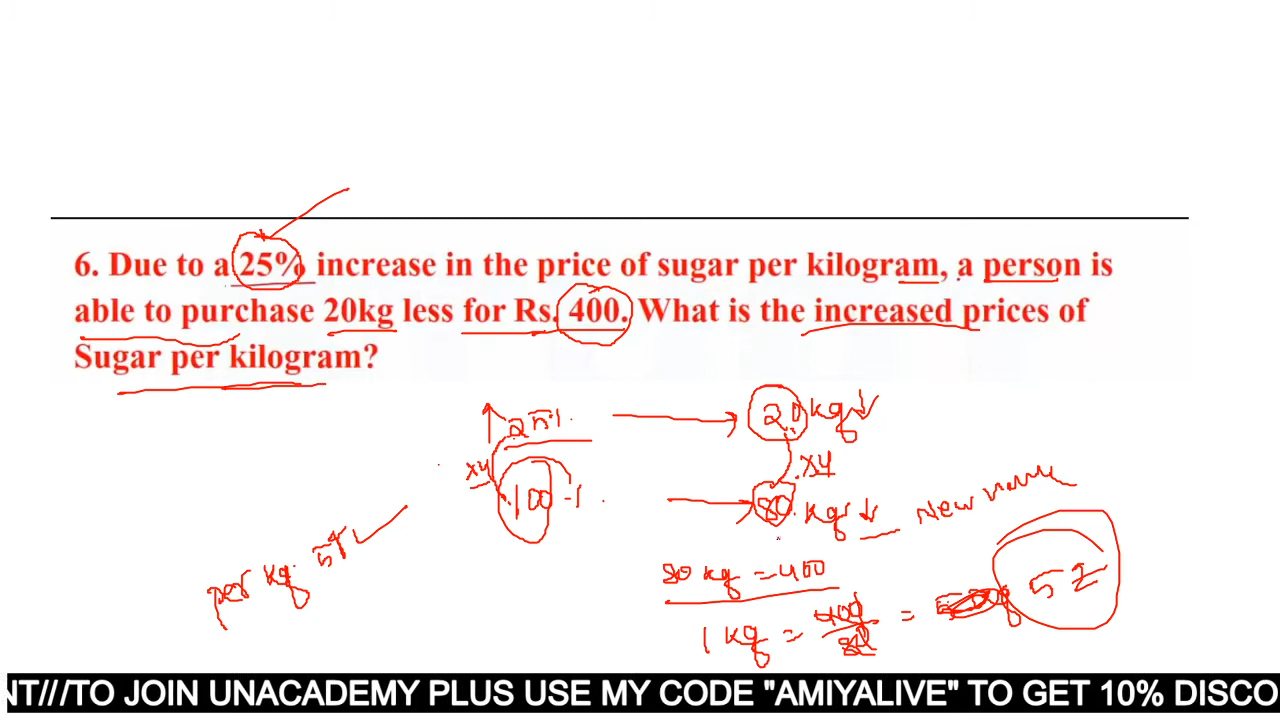 6. Due to a 25% increase in the price of sugar per kilogram, a person is
able to purchase 20kg less for Rs. 400. What is the increased prices of
Sugar per kilogram?
25% 20 kg ↓
x4 x4
100 80 kg ↓ New
per kg 80 kg = 400 5
1 kg = 400/80 =
NT///TO JOIN UNACADEMY PLUS USE MY CODE "AMIYALIVE" TO GET 10% DISCO